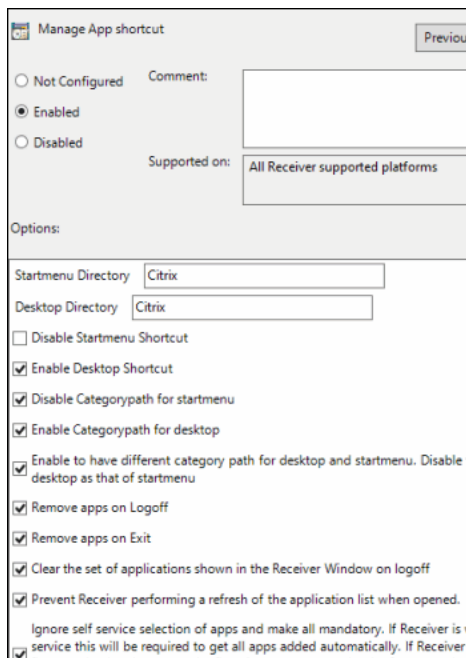 Manage App shortcut
Previou
Not Configured
Comment:
Enabled
Disabled
Supported on:
All Receiver supported platforms
Options:
Startmenu Directory Citrix
Desktop Directory Citrix
Disable Startmenu Shortcut
Enable Desktop Shortcut
Disable Categorypath for startmenu
Enable Categorypath for desktop
Enable to have different category path for desktop and startmenu. Disable
desktop as that of startmenu
Remove apps on Logoff
Remove apps on Exit
Clear the set of applications shown in the Receiver Window on logoff
Prevent Receiver performing a refresh of the application list when opened.
Ignore self service selection of apps and make all mandatory. If Receiver is
service this will be required to get all apps added automatically. If Receiver